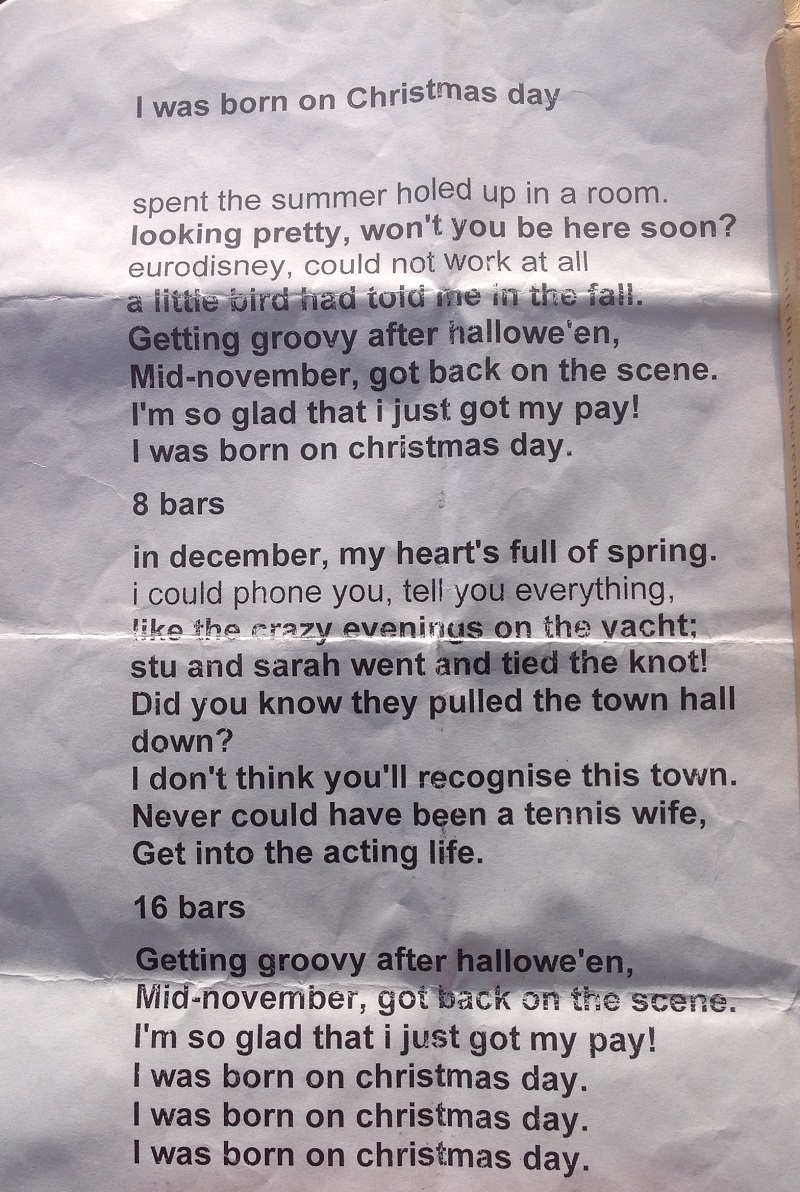 I was born on Christmas day
spent the summer holed up in a room.
looking pretty, won't you be here soon?
eurodisney, could not work at all
a little bird had told me in the fall.
Getting groovy after hallowe'en,
Mid-november, got back on the scene.
I'm so glad that i just got my pay!
I was born on christmas day.
8 bars
in december, my heart's full of spring.
i could phone you, tell you everything,
like the crazy evenings on the yacht;
stu and sarah went and tied the knot!
Did you know they pulled the town hall
down?
I don't think you'll recognise this town.
Never could have been a tennis wife,
Get into the acting life.
16 bars
Getting groovy after hallowe'en,
Mid-november, got back on the scene.
I'm so glad that i just got my pay!
I was born on christmas day.
I was born on christmas day.
I was born on christmas day.